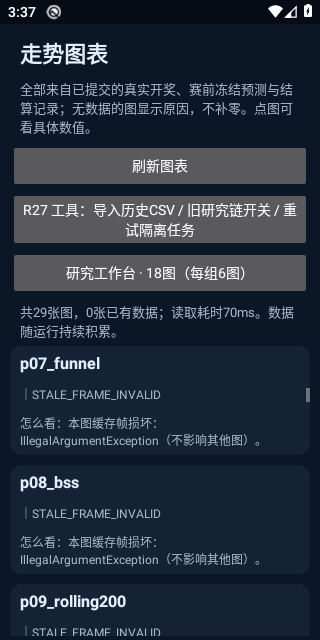 3:37
走势图表
全部来自已提交的真实开奖、赛前冻结预测与结
算记录；无数据的图显示原因，不补零。点图可
看具体数值。
刷新图表
R27 工具：导入历史CSV / 旧研究链开关 / 重
试隔离任务
研究工作台 · 18图（每组6图）
共29张图，0张已有数据；读取耗时70ms。数据
随运行持续积累。
p07_funnel
｜STALE_FRAME_INVALID
怎么看：本图缓存帧损坏：
IllegalArgumentException（不影响其他图）。
p08_bss
｜STALE_FRAME_INVALID
怎么看：本图缓存帧损坏：
IllegalArgumentException（不影响其他图）。
p09_rolling200
｜STALE_FRAME_INVALID